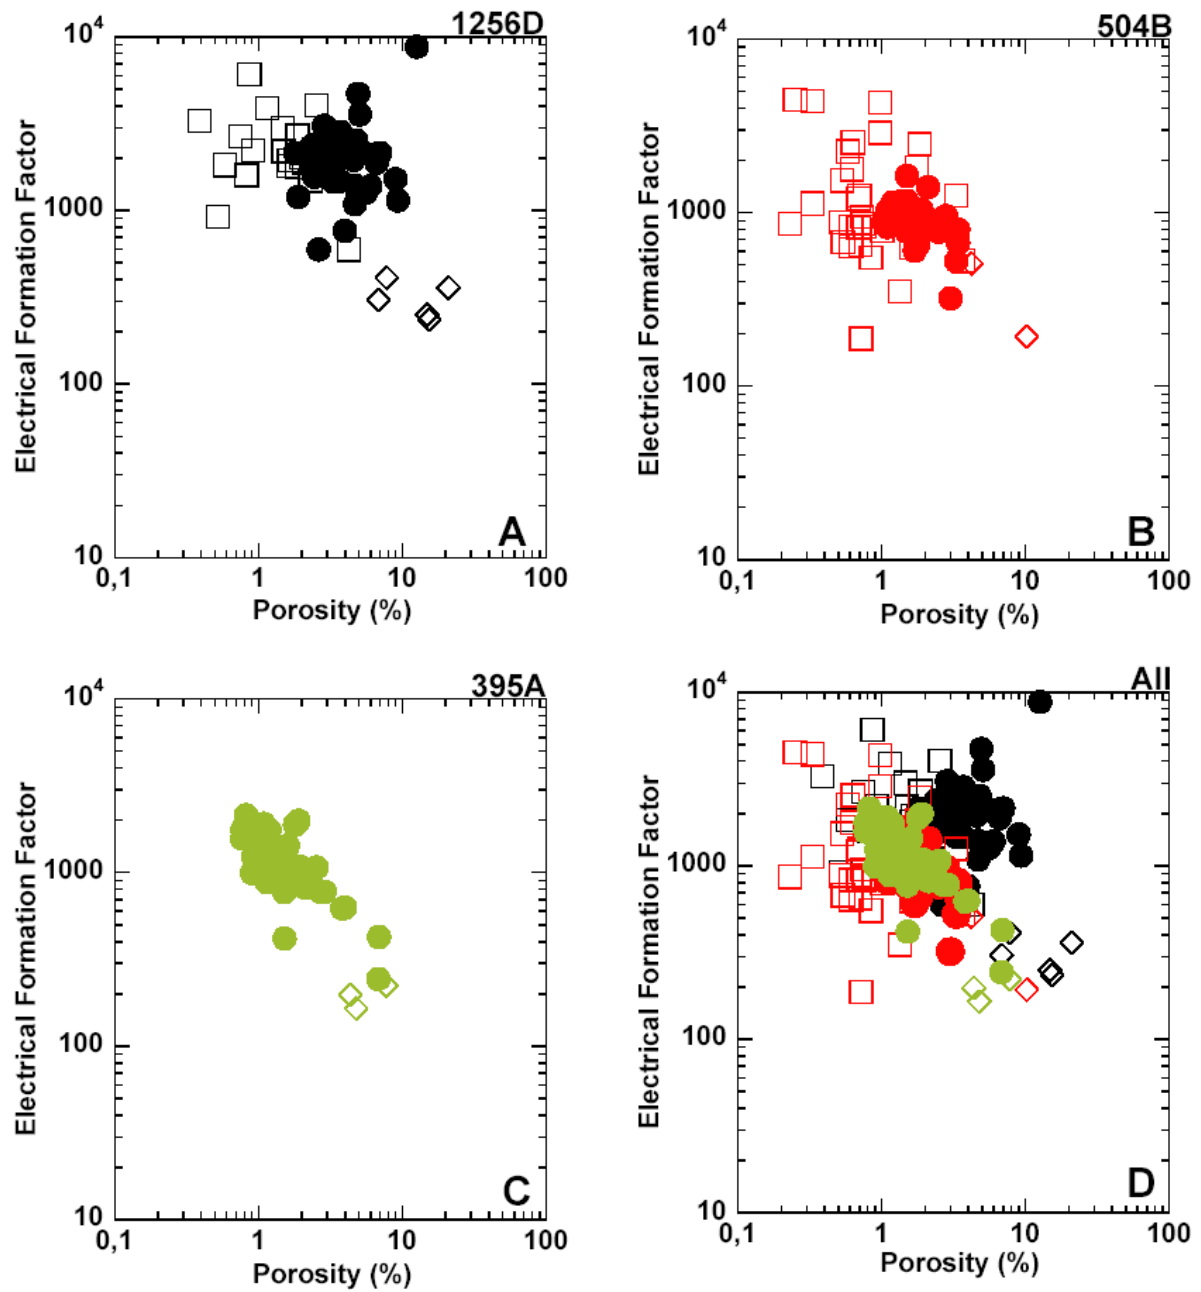 1256D
10⁴
1000
100
10
0,1 1 10 100
Electrical Formation Factor
Porosity (%)
A
504B
10⁴
1000
100
10
0,1 1 10 100
Electrical Formation Factor
Porosity (%)
B
395A
10⁴
1000
100
10
0,1 1 10 100
Electrical Formation Factor
Porosity (%)
C
All
10⁴
1000
100
10
0,1 1 10 100
Electrical Formation Factor
Porosity (%)
D